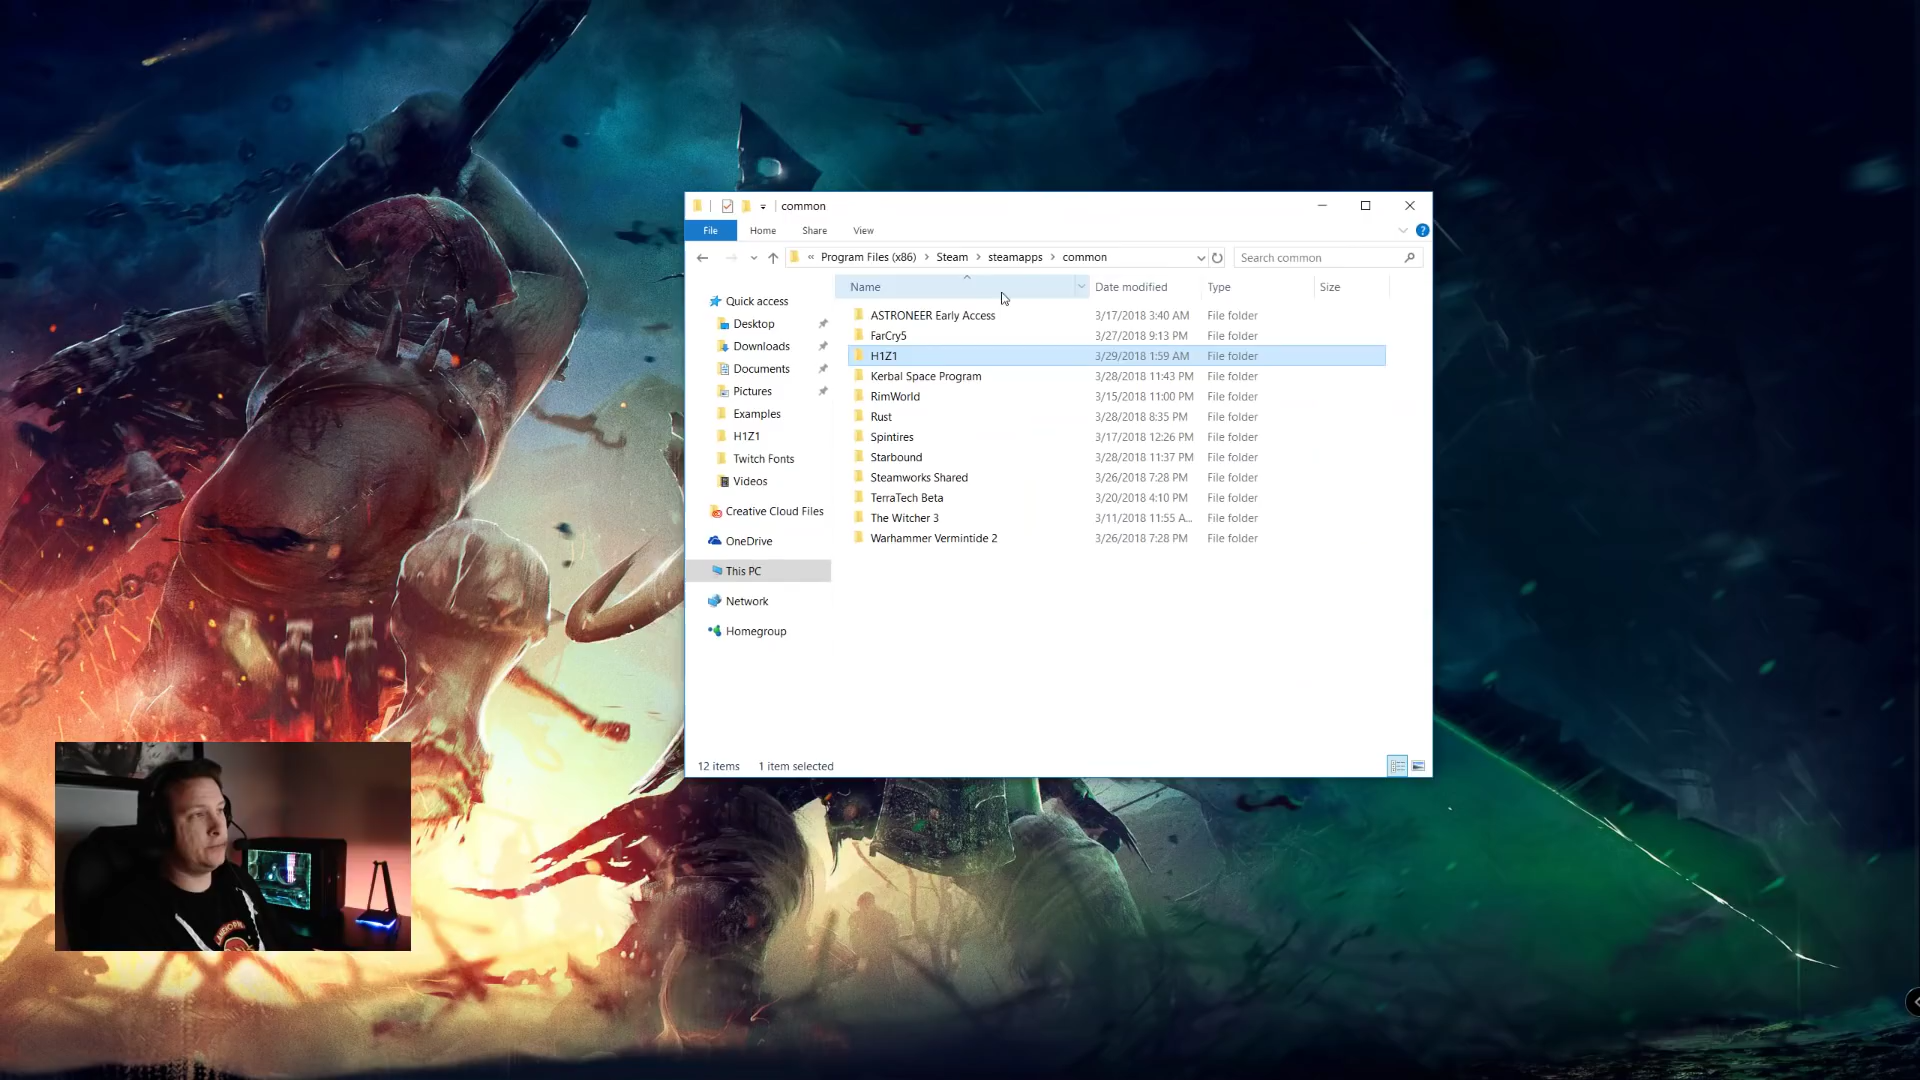 common
File Home Share View
« Program Files (x86) > Steam > steamapps > common
Search common
Name Date modified Type Size
Quick access
Desktop
Downloads
Documents
Pictures
Examples
H1Z1
Twitch Fonts
Videos
Creative Cloud Files
OneDrive
This PC
Network
Homegroup
ASTRONEER Early Access 3/17/2018 3:40 AM File folder
FarCry5 3/27/2018 9:13 PM File folder
H1Z1 3/29/2018 1:59 AM File folder
Kerbal Space Program 3/28/2018 11:43 PM File folder
RimWorld 3/15/2018 11:00 PM File folder
Rust 3/28/2018 8:35 PM File folder
Spintires 3/17/2018 12:26 PM File folder
Starbound 3/28/2018 11:37 PM File folder
Steamworks Shared 3/26/2018 7:28 PM File folder
TerraTech Beta 3/20/2018 4:10 PM File folder
The Witcher 3 3/11/2018 11:55 A... File folder
Warhammer Vermintide 2 3/26/2018 7:28 PM File folder
12 items 1 item selected